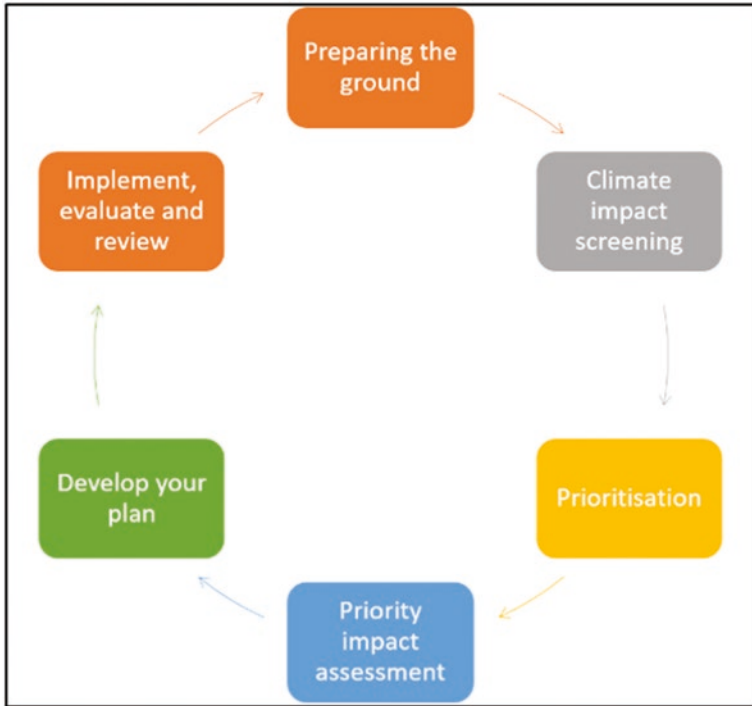 Preparing the
ground
Climate
impact
screening
Prioritisation
Priority
impact
assessment
Develop your
plan
Implement,
evaluate and
review